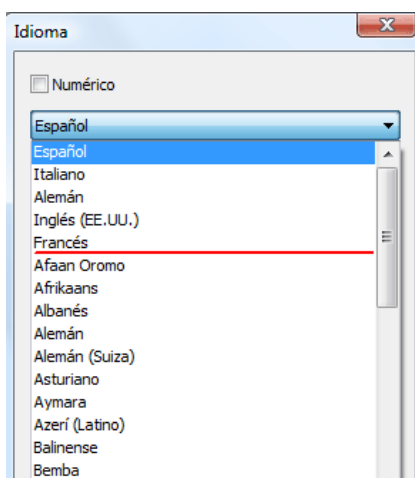 Idioma
Numérico
Español
Español
Italiano
Alemán
Inglés (EE.UU.)
Francés
Afaan Oromo
Afrikaans
Albanés
Alemán
Alemán (Suiza)
Asturiano
Aymara
Azerí (Latino)
Balinense
Bemba